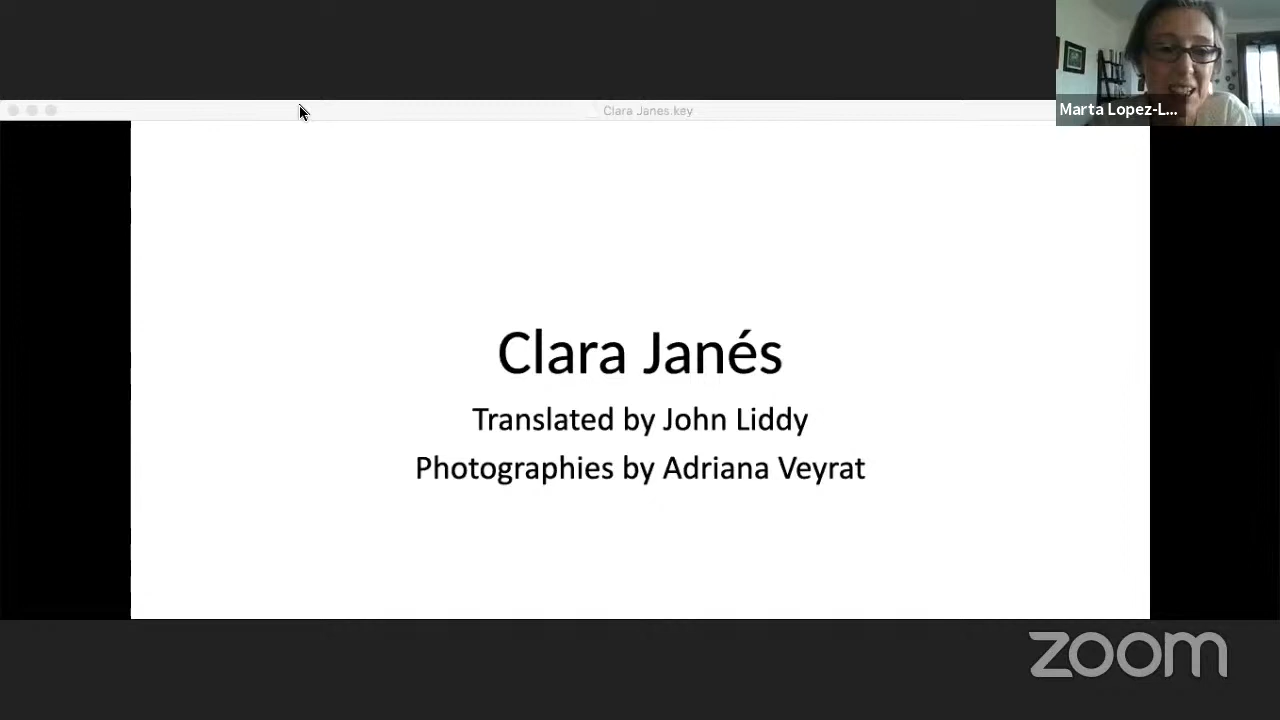 Clara Janes.key
Marta Lopez-L...
Clara Janés
Translated by John Liddy
Photographies by Adriana Veyrat
zoom